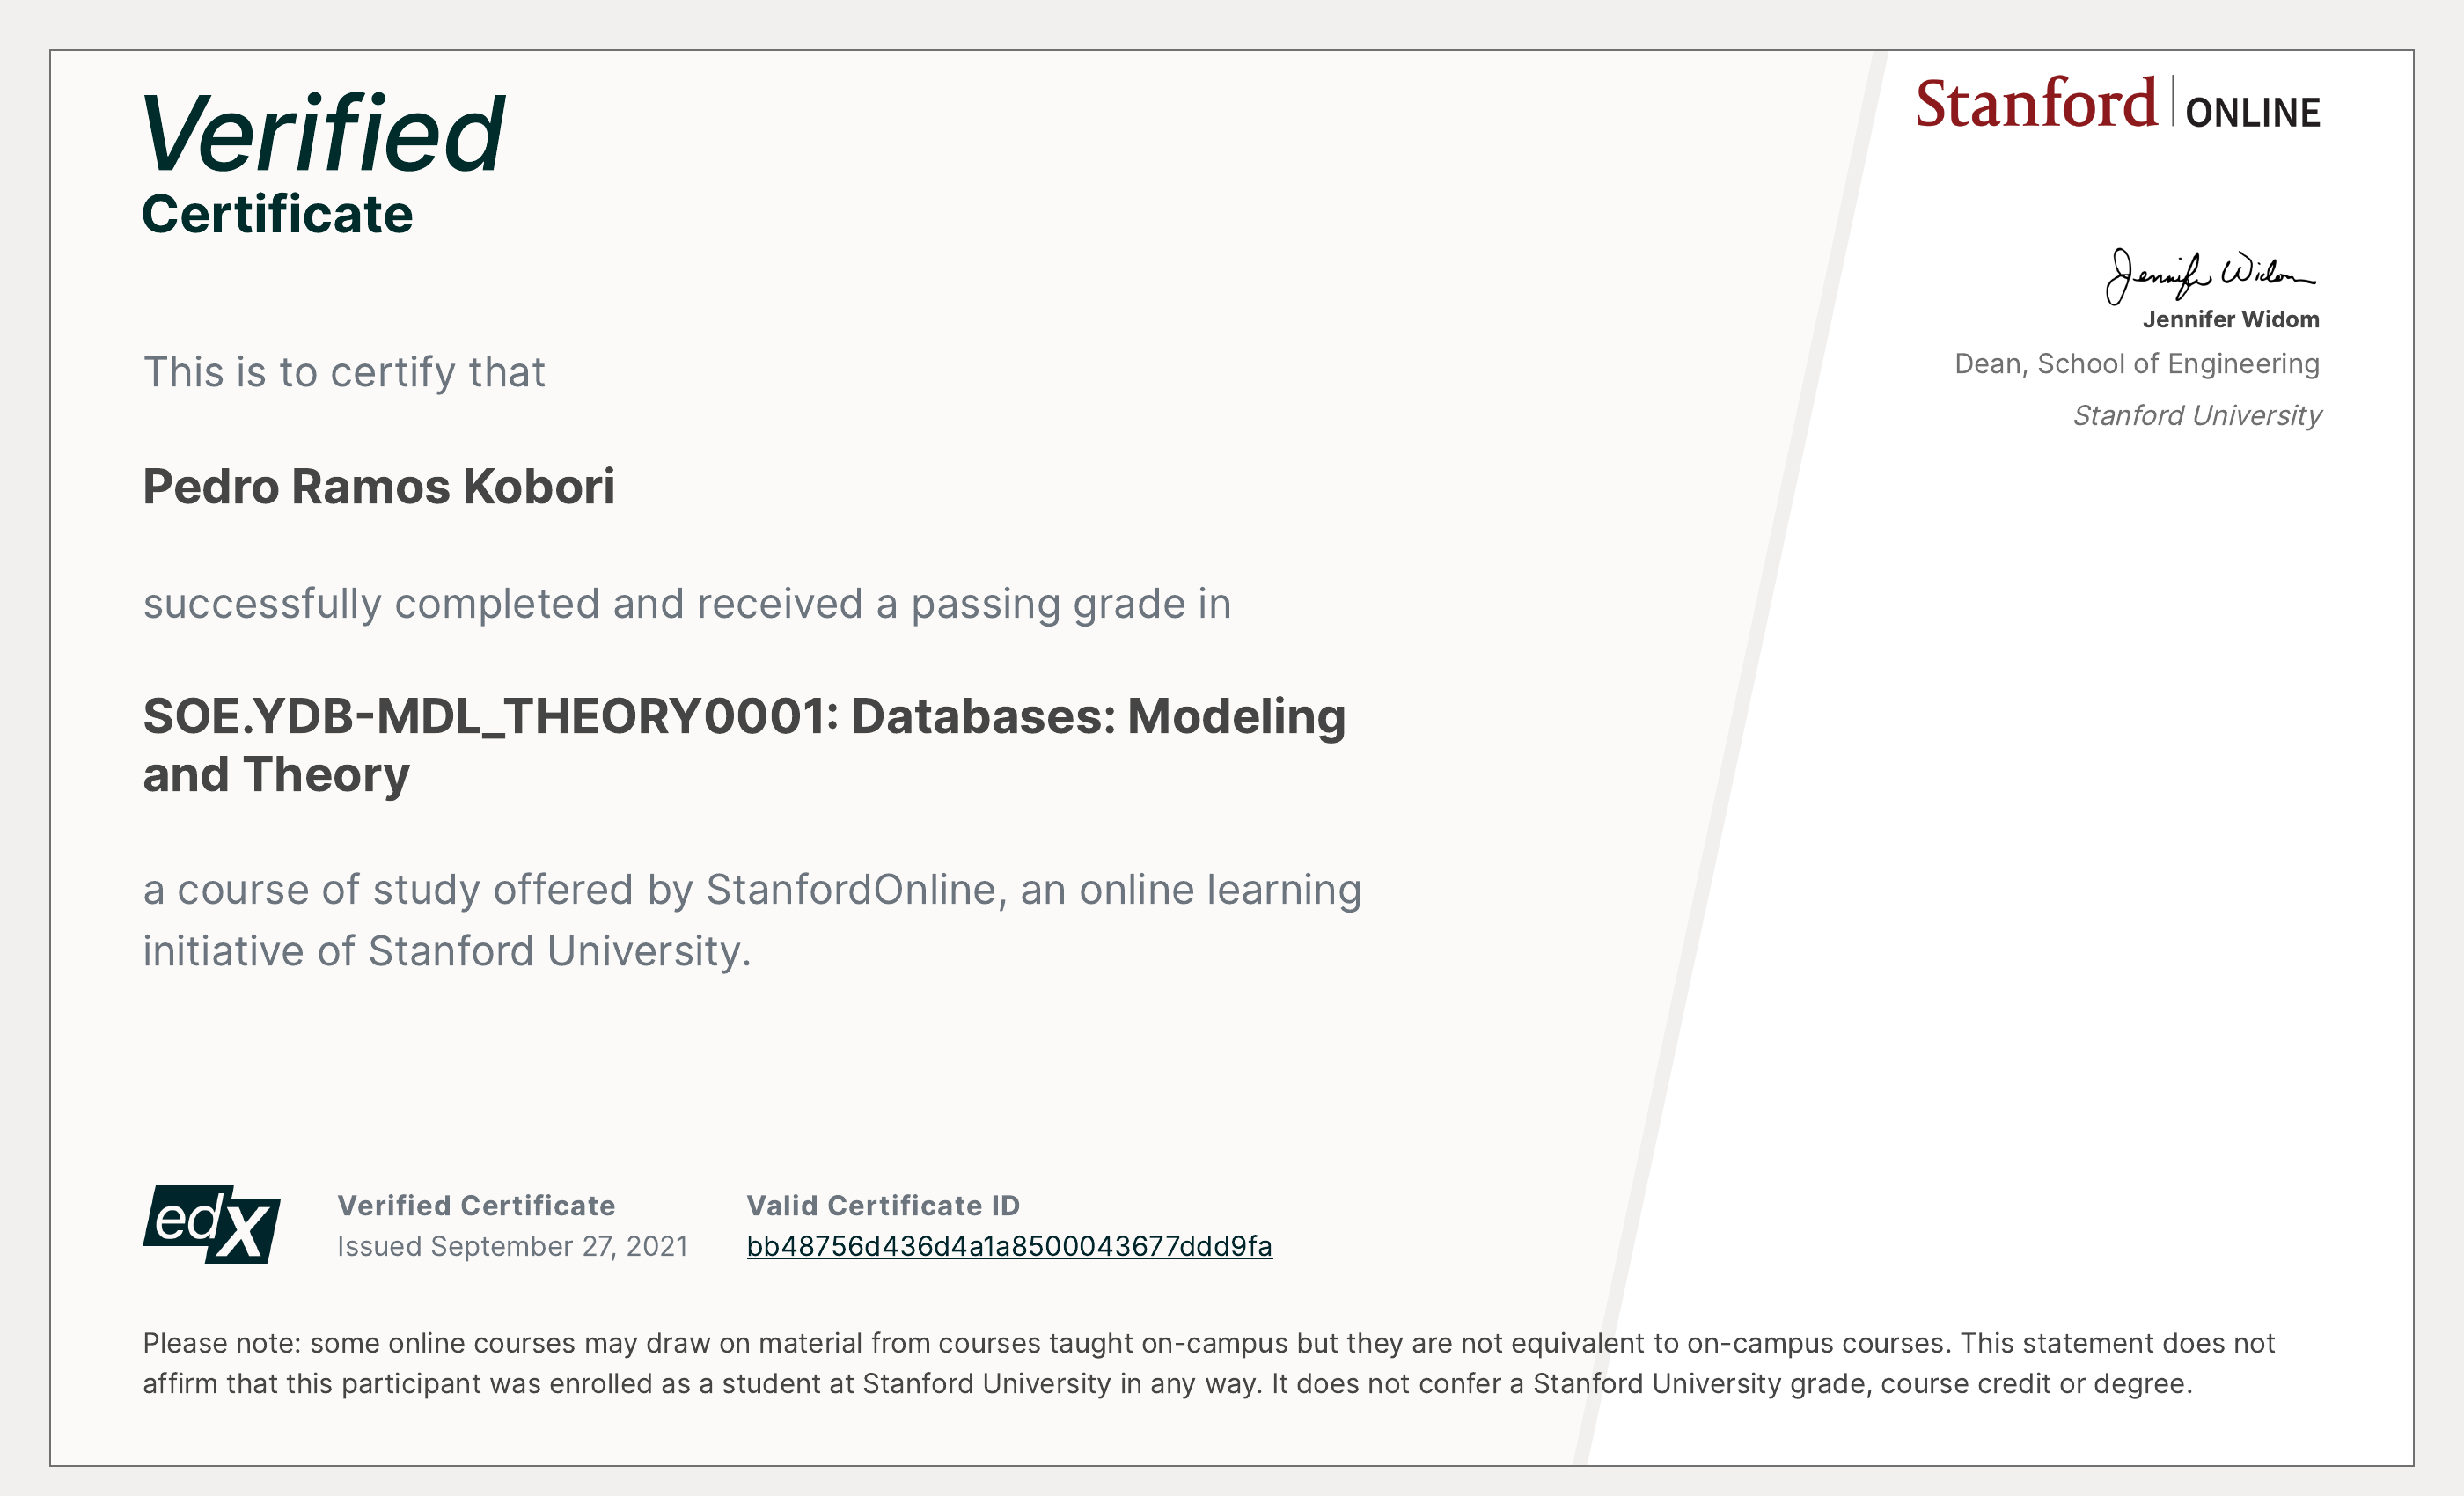 Verified
Certificate
Stanford | ONLINE
Jennifer Widom
Jennifer Widom
Dean, School of Engineering
Stanford University
This is to certify that
Pedro Ramos Kobori
successfully completed and received a passing grade in
SOE.YDB-MDL_THEORY0001: Databases: Modeling
and Theory
a course of study offered by StanfordOnline, an online learning
initiative of Stanford University.
edX
Verified Certificate
Issued September 27, 2021
Valid Certificate ID
bb48756d436d4a1a8500043677ddd9fa
Please note: some online courses may draw on material from courses taught on-campus but they are not equivalent to on-campus courses. This statement does not
affirm that this participant was enrolled as a student at Stanford University in any way. It does not confer a Stanford University grade, course credit or degree.